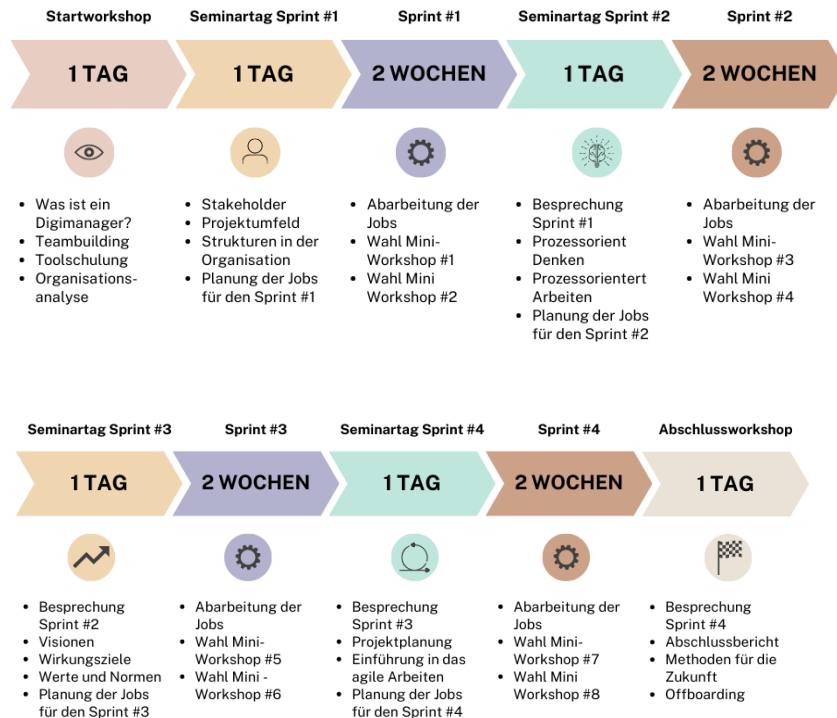 Startworkshop
Seminartag Sprint #1
Sprint #1
Seminartag Sprint #2
Sprint #2
1 TAG
1 TAG
2 WOCHEN
1 TAG
2 WOCHEN
• Was ist ein
Digimanager?
• Teambuilding
• Toolschulung
• Organisations-
analyse
• Stakeholder
• Projektumfeld
• Strukturen in der
Organisation
• Planung der Jobs
für den Sprint #1
• Abarbeitung der
Jobs
• Wahl Mini-
Workshop #1
• Wahl Mini
Workshop #2
• Besprechung
Sprint #1
• Prozessorient
Denken
• Prozessorientert
Arbeiten
• Planung der Jobs
für den Sprint #2
• Abarbeitung der
Jobs
• Wahl Mini-
Workshop #3
• Wahl Mini
Workshop #4
Seminartag Sprint #3
Sprint #3
Seminartag Sprint #4
Sprint #4
Abschlussworkshop
1 TAG
2 WOCHEN
1 TAG
2 WOCHEN
1 TAG
• Besprechung
Sprint #2
• Visionen
• Wirkungsziele
• Werte und Normen
• Planung der Jobs
für den Sprint #3
• Abarbeitung der
Jobs
• Wahl Mini-
Workshop #5
• Wahl Mini -
Workshop #6
• Besprechung
Sprint #3
• Projektplanung
• Einführung in das
agile Arbeiten
• Planung der Jobs
für den Sprint #4
• Abarbeitung der
Jobs
• Wahl Mini-
Workshop #7
• Wahl Mini
Workshop #8
• Besprechung
Sprint #4
• Abschlussbericht
• Methoden für die
Zukunft
• Offboarding